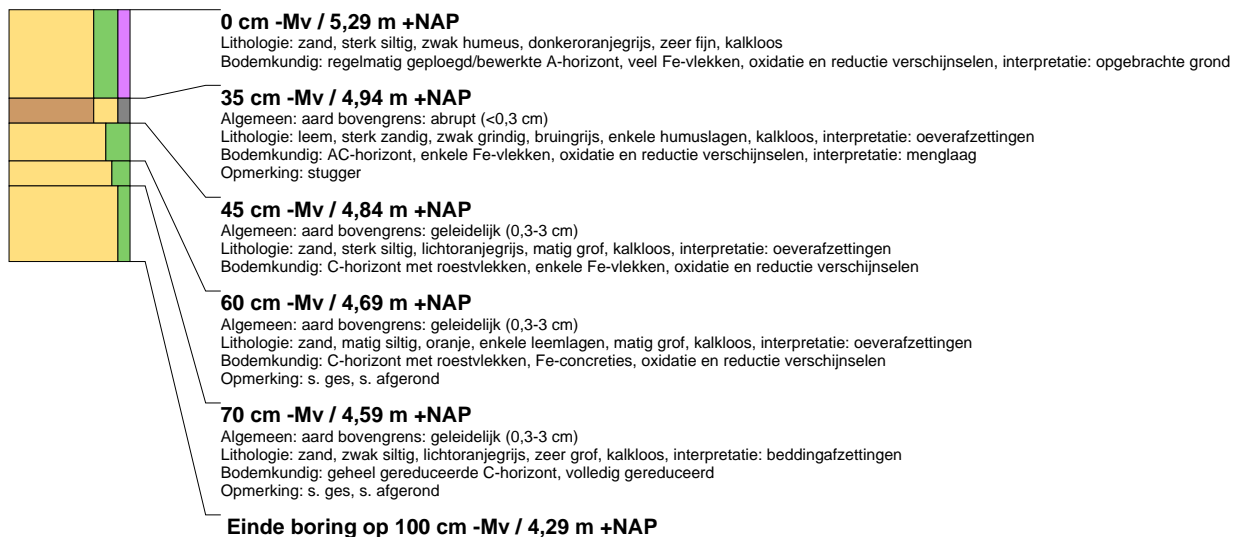 0 cm -Mv / 5,29 m +NAP
Lithologie: zand, sterk siltig, zwak humeus, donkeroranjegrijs, zeer fijn, kalkloos
Bodemkundig: regelmatig geploegd/bewerkte A-horizont, veel Fe-vlekken, oxidatie en reductie verschijnselen, interpretatie: opgebrachte grond
35 cm -Mv / 4,94 m +NAP
Algemeen: aard bovengrens: abrupt (<0,3 cm)
Lithologie: leem, sterk zandig, zwak grindig, bruingrijs, enkele humuslagen, kalkloos, interpretatie: oeverafzettingen
Bodemkundig: AC-horizont, enkele Fe-vlekken, oxidatie en reductie verschijnselen, interpretatie: menglaag
Opmerking: stugger
45 cm -Mv / 4,84 m +NAP
Algemeen: aard bovengrens: geleidelijk (0,3-3 cm)
Lithologie: zand, sterk siltig, lichtoranjegrijs, matig grof, kalkloos, interpretatie: oeverafzettingen
Bodemkundig: C-horizont met roestvlekken, enkele Fe-vlekken, oxidatie en reductie verschijnselen
60 cm -Mv / 4,69 m +NAP
Algemeen: aard bovengrens: geleidelijk (0,3-3 cm)
Lithologie: zand, matig siltig, oranje, enkele leemlagen, matig grof, kalkloos, interpretatie: oeverafzettingen
Bodemkundig: C-horizont met roestvlekken, Fe-concreties, oxidatie en reductie verschijnselen
Opmerking: s. ges, s. afgerond
70 cm -Mv / 4,59 m +NAP
Algemeen: aard bovengrens: geleidelijk (0,3-3 cm)
Lithologie: zand, zwak siltig, lichtoranjegrijs, zeer grof, kalkloos, interpretatie: beddingafzettingen
Bodemkundig: geheel gereduceerde C-horizont, volledig gereduceerd
Opmerking: s. ges, s. afgerond
Einde boring op 100 cm -Mv / 4,29 m +NAP